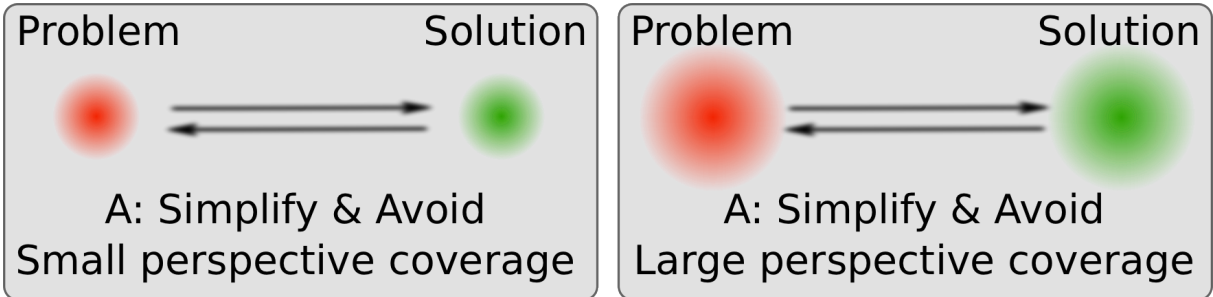 Problem Solution
A: Simplify & Avoid
Small perspective coverage
Problem Solution
A: Simplify & Avoid
Large perspective coverage